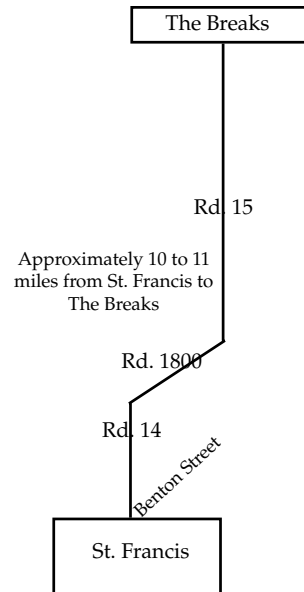 The Breaks
Rd. 15
Approximately 10 to 11
miles from St. Francis to
The Breaks
Rd. 1800
Rd. 14
Benton Street
St. Francis